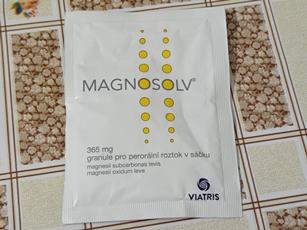 MAGNOSOLV®
365 mg
granule pro perorální roztok v sáčku
magnesii subcarbonas levis
magnesii oxidum leve
VIATRIS